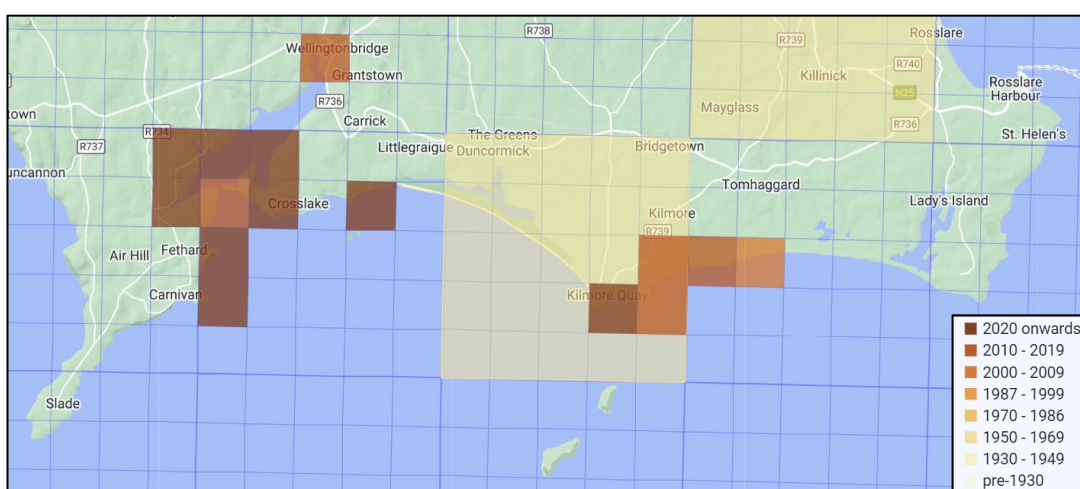 R738
R739
Rosslare
Wellingtonbridge
Grantstown
Killinick
R740
N25
Rosslare
Harbour
R736
Mayglass
R736
town
R734
Carrick
The Greens
St. Helen's
R737
Littlegraigue
Duncormick
Bridgetown
uncannon
Tomhaggard
Crosslake
Kilmore
Lady's Island
R739
Air Hill
Fethard
Carnivan
Kilmore Quay
Slade
2020 onwards
2010 - 2019
2000 - 2009
1987 - 1999
1970 - 1986
1950 - 1969
1930 - 1949
pre-1930